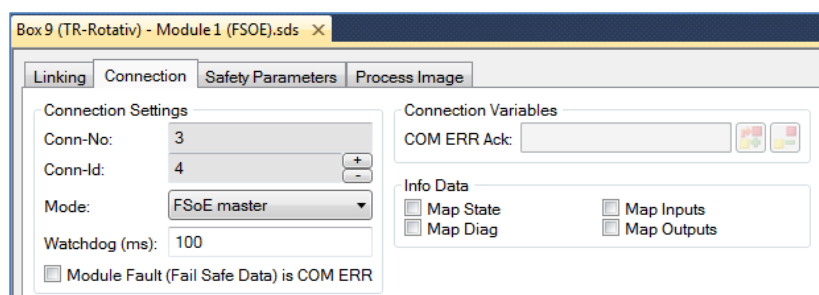 Box 9 (TR-Rotativ) - Module 1 (FSOE).sds ×
Linking Connection Safety Parameters Process Image
Connection Settings
Conn-No: 3
Conn-Id: 4 + -
Mode: FSoE master
Watchdog (ms): 100
Module Fault (Fail Safe Data) is COM ERR
Connection Variables
COM ERR Ack:
Info Data
Map State Map Inputs
Map Diag Map Outputs